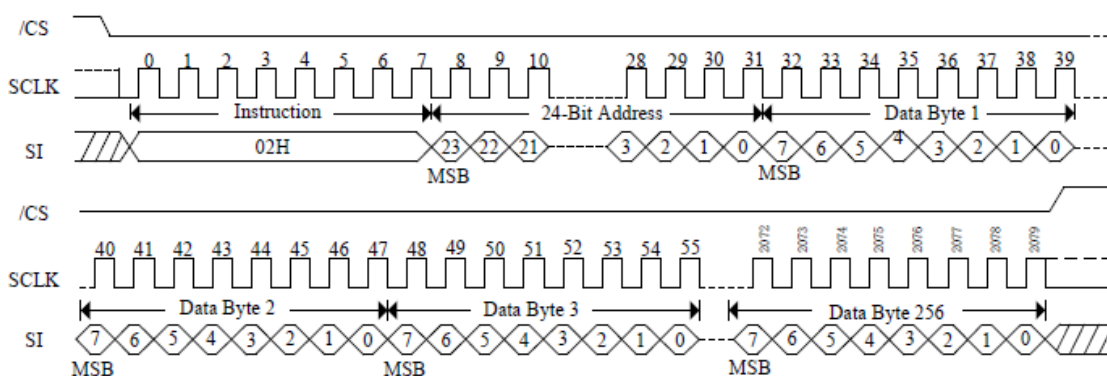 /CS
0 1 2 3 4 5 6 7 8 9 10 28 29 30 31 32 33 34 35 36 37 38 39
SCLK
Instruction 24-Bit Address Data Byte 1
SI 02H 23 22 21 3 2 1 0 7 6 5 4 3 2 1 0
MSB MSB
/CS
40 41 42 43 44 45 46 47 48 49 50 51 52 53 54 55 2072 2073 2074 2075 2076 2077 2078 2079
SCLK
Data Byte 2 Data Byte 3 Data Byte 256
SI 7 6 5 4 3 2 1 0 7 6 5 4 3 2 1 0 7 6 5 4 3 2 1 0
MSB MSB MSB